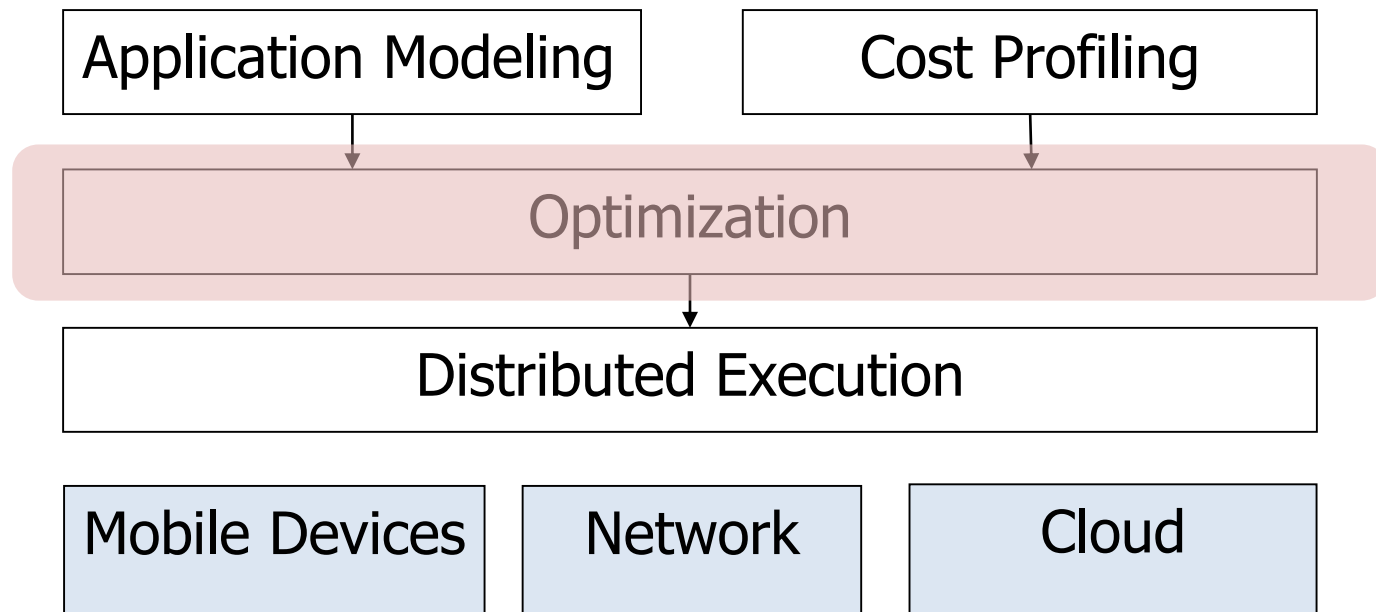 Application Modeling
Cost Profiling
Optimization
Distributed Execution
Mobile Devices
Network
Cloud